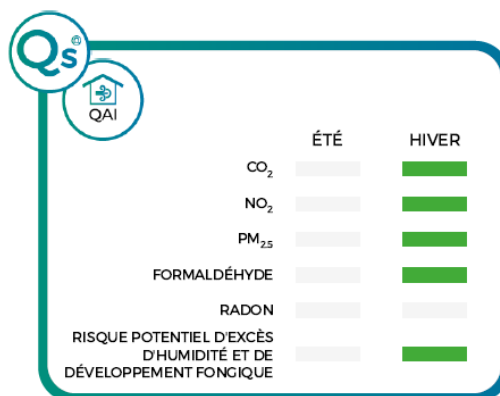 Qs@
QAI
ÉTÉ HIVER
CO₂
NO₂
PM₂.₅
FORMALDÉHYDE
RADON
RISQUE POTENTIEL D'EXCÈS
D'HUMIDITÉ ET DE
DÉVELOPPEMENT FONGIQUE